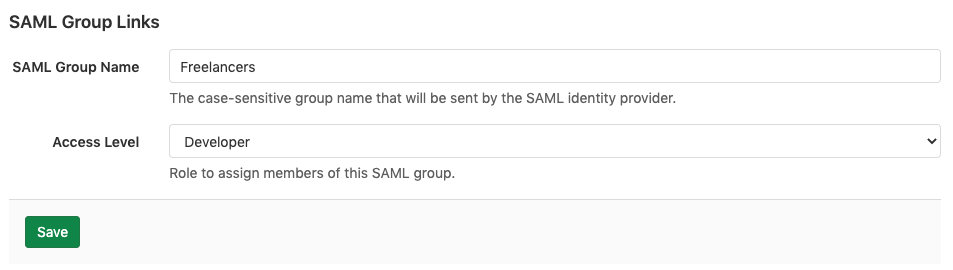 SAML Group Links
SAML Group Name
Freelancers
The case-sensitive group name that will be sent by the SAML identity provider.
Access Level
Developer
Role to assign members of this SAML group.
Save